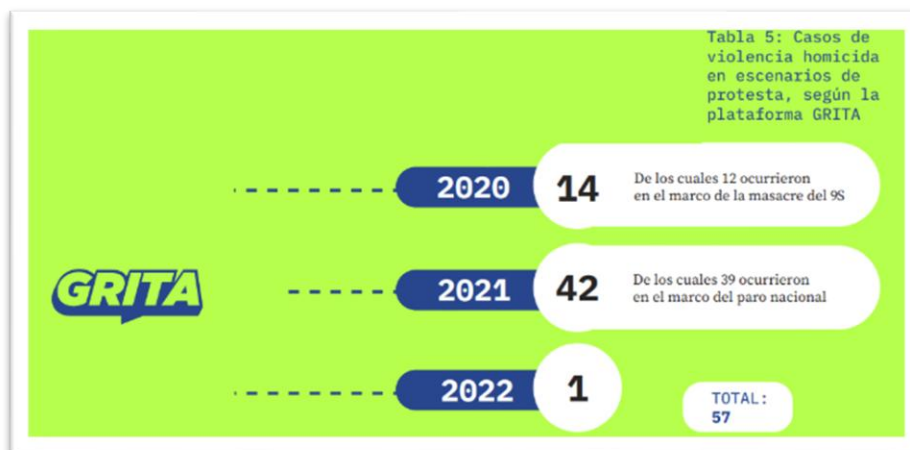 Tabla 5: Casos de
violencia homicida
en escenarios de
protesta, según la
plataforma GRITA
2020
14
De los cuales 12 ocurrieron
en el marco de la masacre del 9S
GRITA
2021
42
De los cuales 39 ocurrieron
en el marco del paro nacional
2022
1
TOTAL:
57